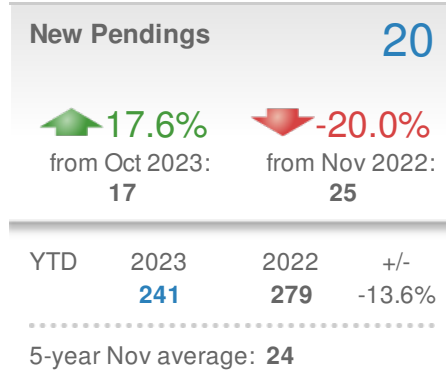 New Pendings 20
17.6% -20.0%
from Oct 2023: from Nov 2022:
17 25
YTD 2023 2022 +/-
241 279 -13.6%
5-year Nov average: 24